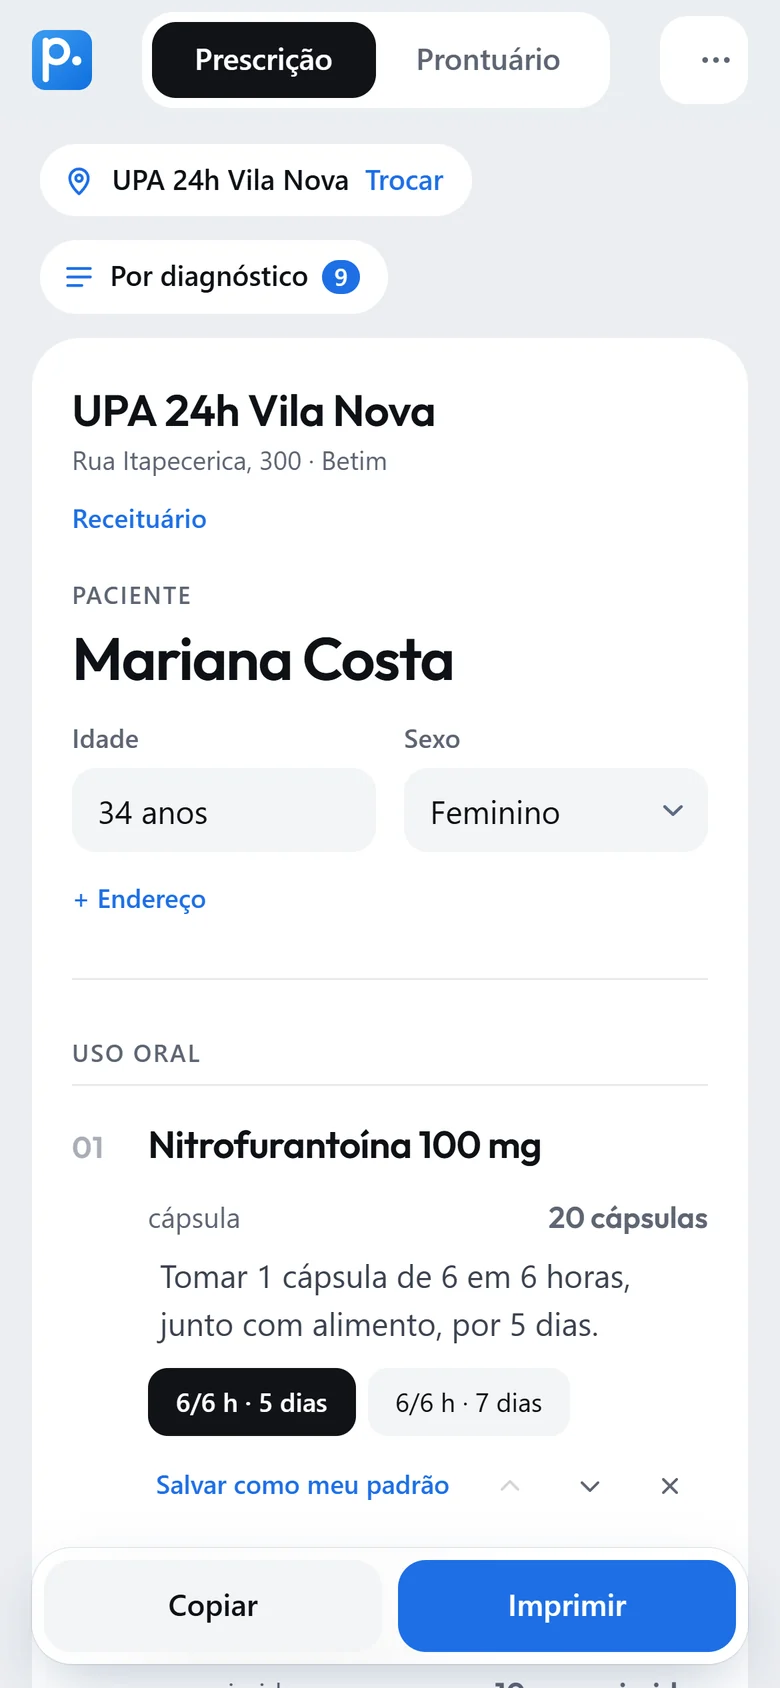 p.
Prescrição
Prontuário
UPA 24h Vila Nova Trocar
Por diagnóstico 9
UPA 24h Vila Nova
Rua Itapecerica, 300 · Betim
Receituário
PACIENTE
Mariana Costa
Idade
Sexo
34 anos
Feminino
+ Endereço
USO ORAL
01 Nitrofurantoína 100 mg
cápsula 20 cápsulas
Tomar 1 cápsula de 6 em 6 horas,
junto com alimento, por 5 dias.
6/6 h · 5 dias
6/6 h · 7 dias
Salvar como meu padrão
Copiar
Imprimir